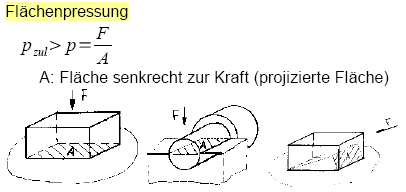 Flächenpressung
p_zul > p = F/A
A: Fläche senkrecht zur Kraft (projizierte Fläche)
F
A
F
A
F